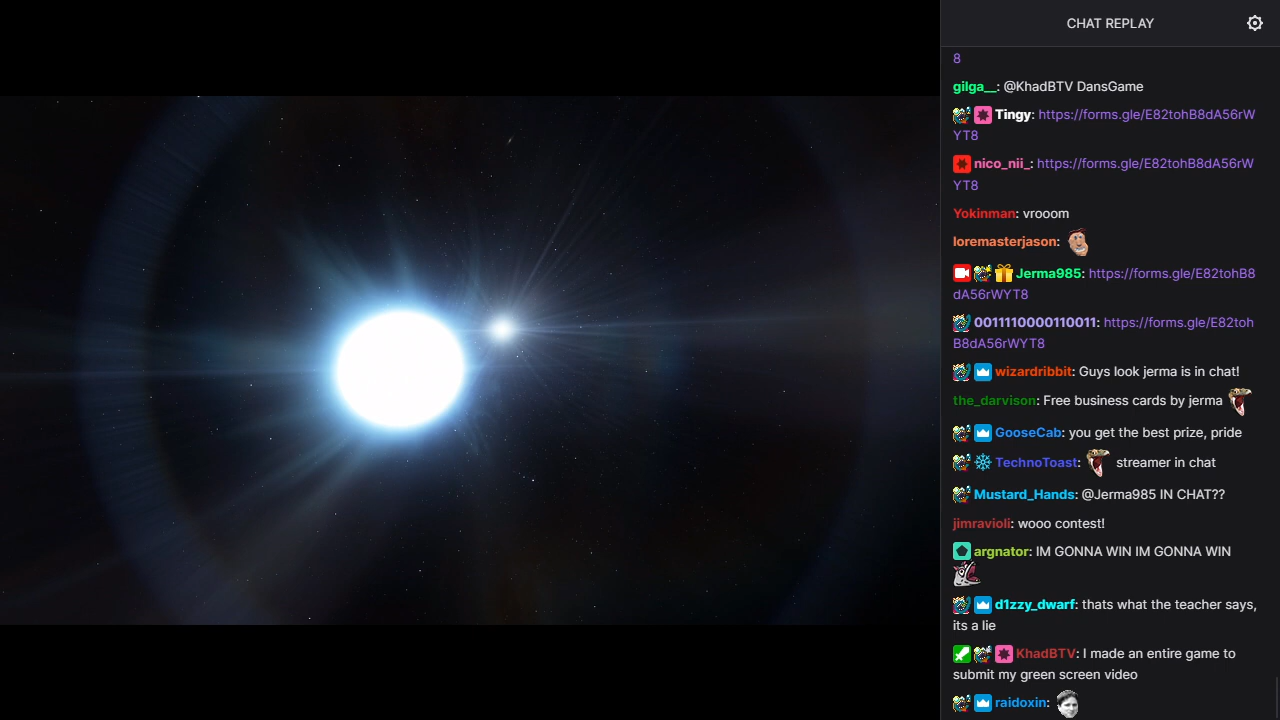 CHAT REPLAY
8
gilga__: @KhadBTV DansGame
Tingy: https://forms.gle/E82tohB8dA56rW
YT8
nico_nii_: https://forms.gle/E82tohB8dA56rW
YT8
Yokinman: vrooom
loremasterjason:
Jerma985: https://forms.gle/E82tohB8
dA56rWYT8
0011110000110011: https://forms.gle/E82toh
B8dA56rWYT8
wizardribbit: Guys look jerma is in chat!
the_darvison: Free business cards by jerma
GooseCab: you get the best prize, pride
TechnoToast: streamer in chat
Mustard_Hands: @Jerma985 IN CHAT??
jimravioli: wooo contest!
argnator: IM GONNA WIN IM GONNA WIN
d1zzy_dwarf: thats what the teacher says,
its a lie
KhadBTV: I made an entire game to
submit my green screen video
raidoxin: